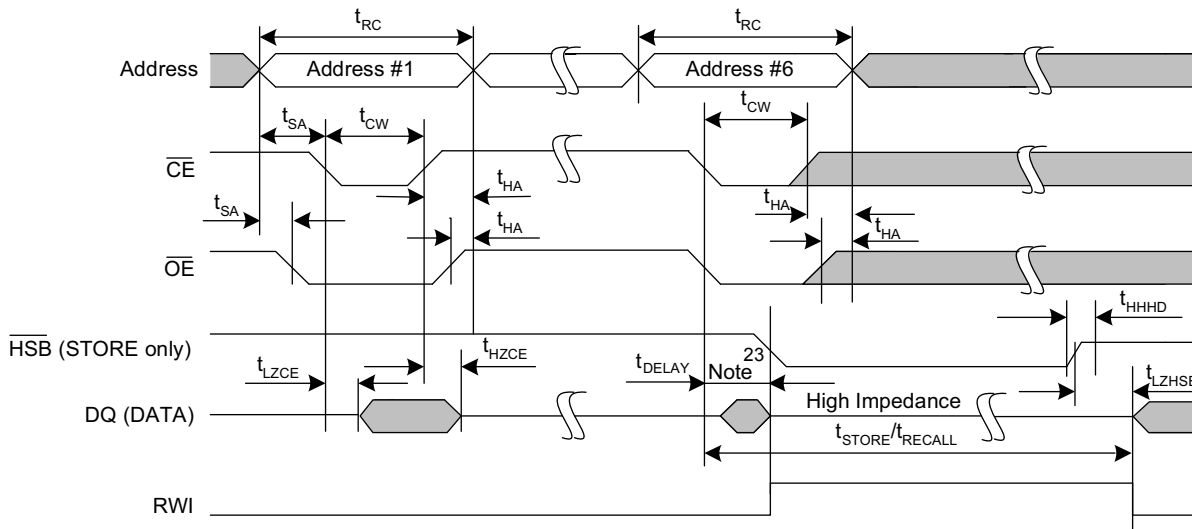 tRC
tRC
Address
Address #1
Address #6
tSA
tCW
tCW
CE
tHA
tSA
tHA
tHA
tHA
OE
tHHHD
HSB (STORE only)
tLZCE
tHZCE
tDELAY
Note 23
tLZHSB
DQ (DATA)
High Impedance
tSTORE/tRECALL
RWI